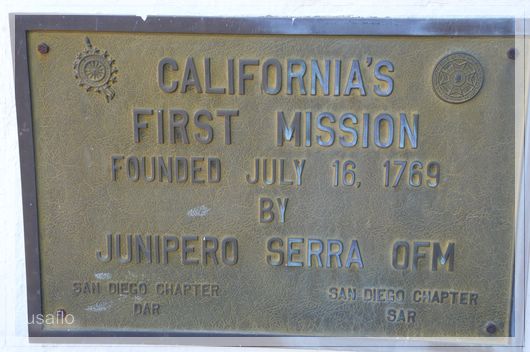 CALIFORNIA'S
FIRST MISSION
FOUNDED JULY 16, 1769
BY
JUNIPERO SERRA OFM
SAN DIEGO CHAPTER
DAR
SAN DIEGO CHAPTER
SAR
usaflo